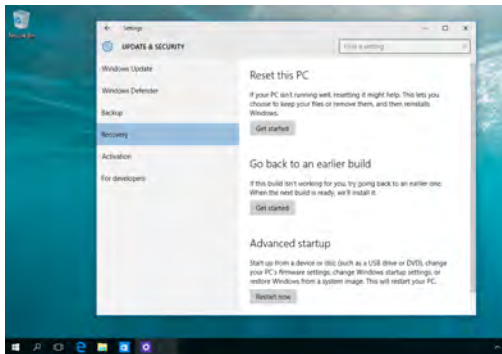 Settings
UPDATE & SECURITY
Find a setting
Windows Update
Windows Defender
Backup
Recovery
Activation
For developers
Reset this PC
If your PC isn't running well, resetting it might help. This lets you
choose to keep your files or remove them, and then reinstalls
Windows.
Get started
Go back to an earlier build
If this build isn't working for you, try going back to an earlier one.
When the next build is ready, we'll install it.
Get started
Advanced startup
Start up from a device or disc (such as a USB drive or DVD), change
your PC's firmware settings, change Windows startup settings, or
restore Windows from a system image. This will restart your PC.
Restart now